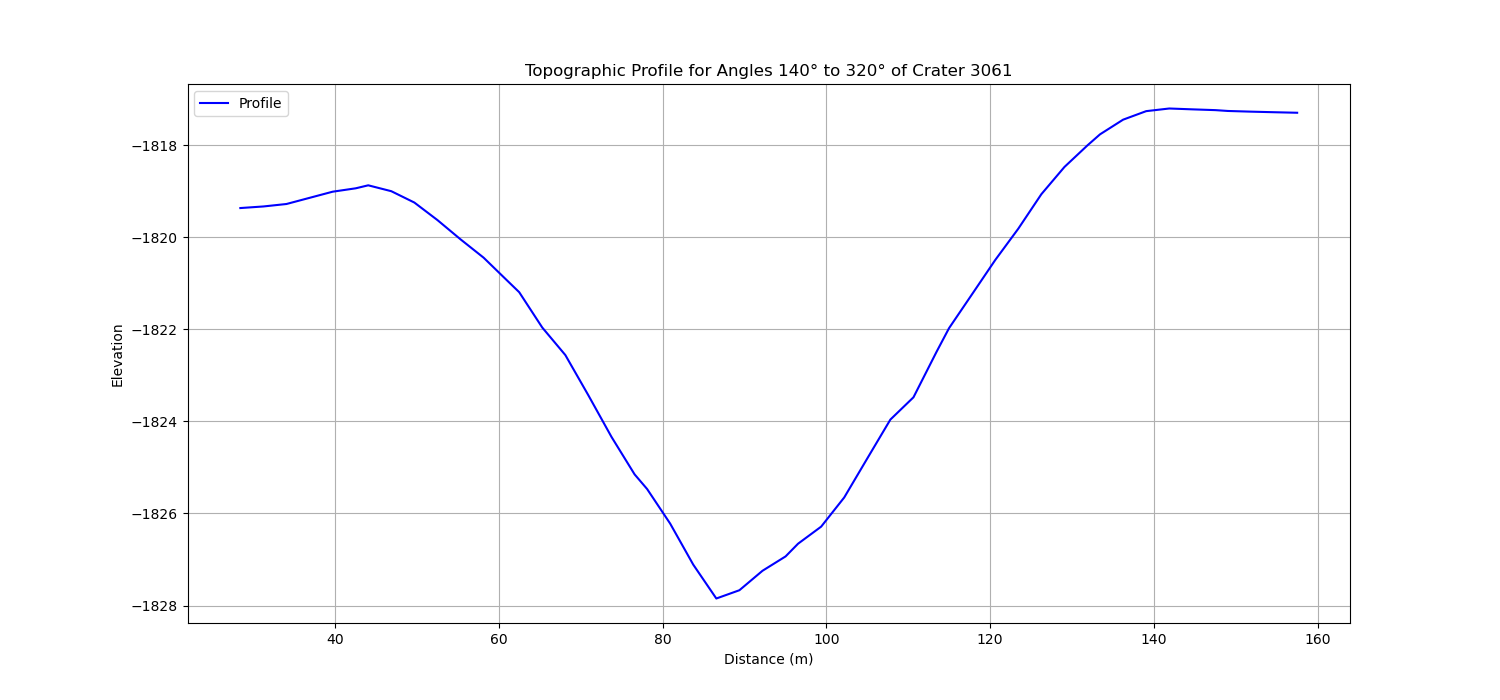 Topographic Profile for Angles 140° to 320° of Crater 3061
Profile
−1818
−1820
−1822
−1824
−1826
−1828
Elevation
40 60 80 100 120 140 160
Distance (m)